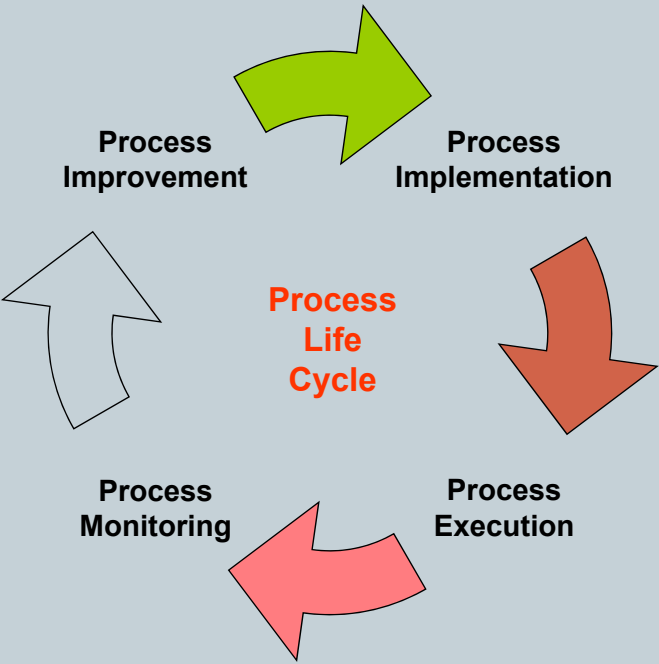 Process
Improvement
Process
Implementation
Process
Life
Cycle
Process
Monitoring
Process
Execution